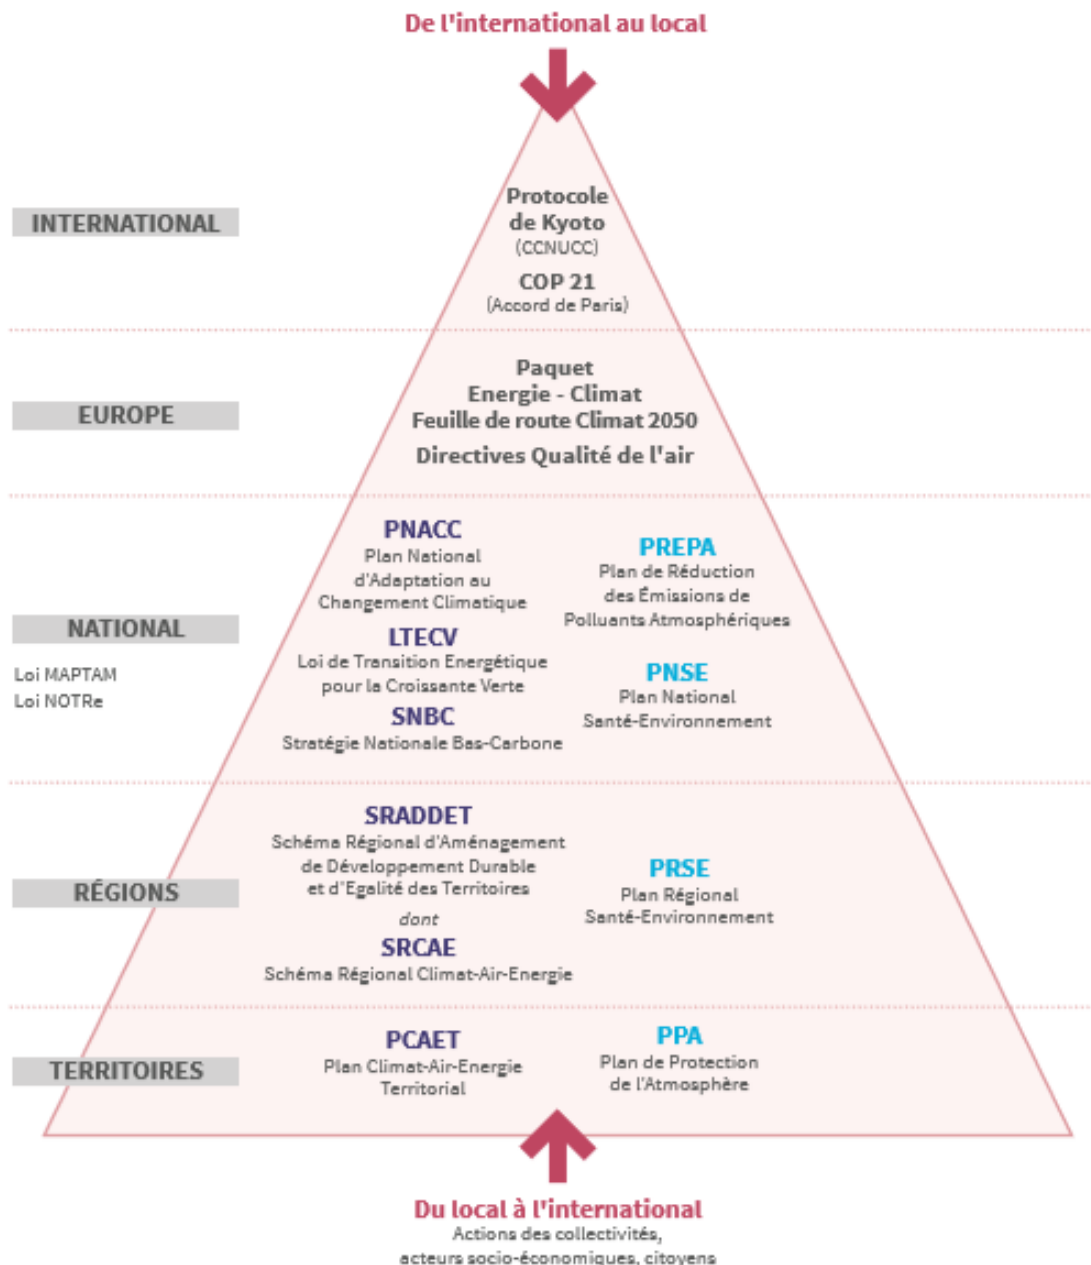 De l'international au local
INTERNATIONAL
Protocole
de Kyoto
(CCNUCC)
COP 21
(Accord de Paris)
EUROPE
Paquet
Energie - Climat
Feuille de route Climat 2050
Directives Qualité de l'air
NATIONAL
Loi MAPTAM
Loi NOTRe
PNACC
Plan National
d'Adaptation au
Changement Climatique
LTECV
Loi de Transition Energétique
pour la Croissante Verte
SNBC
Stratégie Nationale Bas-Carbone
PREPA
Plan de Réduction
des Émissions de
Polluants Atmosphériques
PNSE
Plan National
Santé-Environnement
RÉGIONS
SRADDET
Schéma Régional d'Aménagement
de Développement Durable
et d'Egalité des Territoires
dont
SRCAE
Schéma Régional Climat-Air-Energie
PRSE
Plan Régional
Santé-Environnement
TERRITOIRES
PCAET
Plan Climat-Air-Energie
Territorial
PPA
Plan de Protection
de l'Atmosphère
Du local à l'international
Actions des collectivités,
acteurs socio-économiques, citoyens